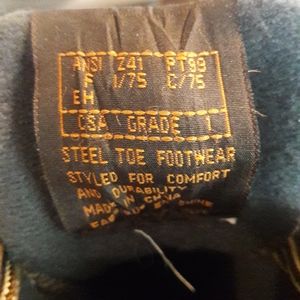 ANSI Z41 PT99
F 1/75 C/75
EH
CSA GRADE 1
STEEL TOE FOOTWEAR
STYLED FOR COMFORT
AND DURABILITY
MADE IN CHINA